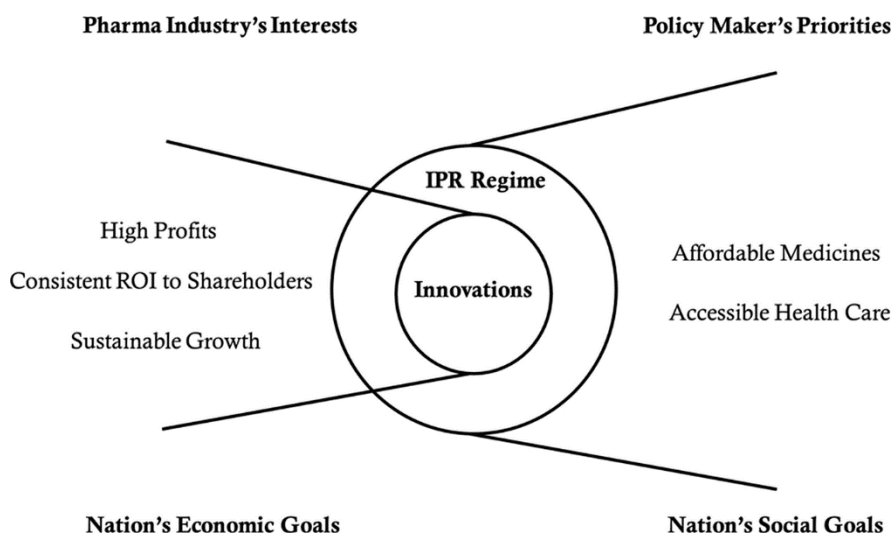 Pharma Industry's Interests
Policy Maker's Priorities
IPR Regime
High Profits
Consistent ROI to Shareholders
Sustainable Growth
Innovations
Affordable Medicines
Accessible Health Care
Nation's Economic Goals
Nation's Social Goals